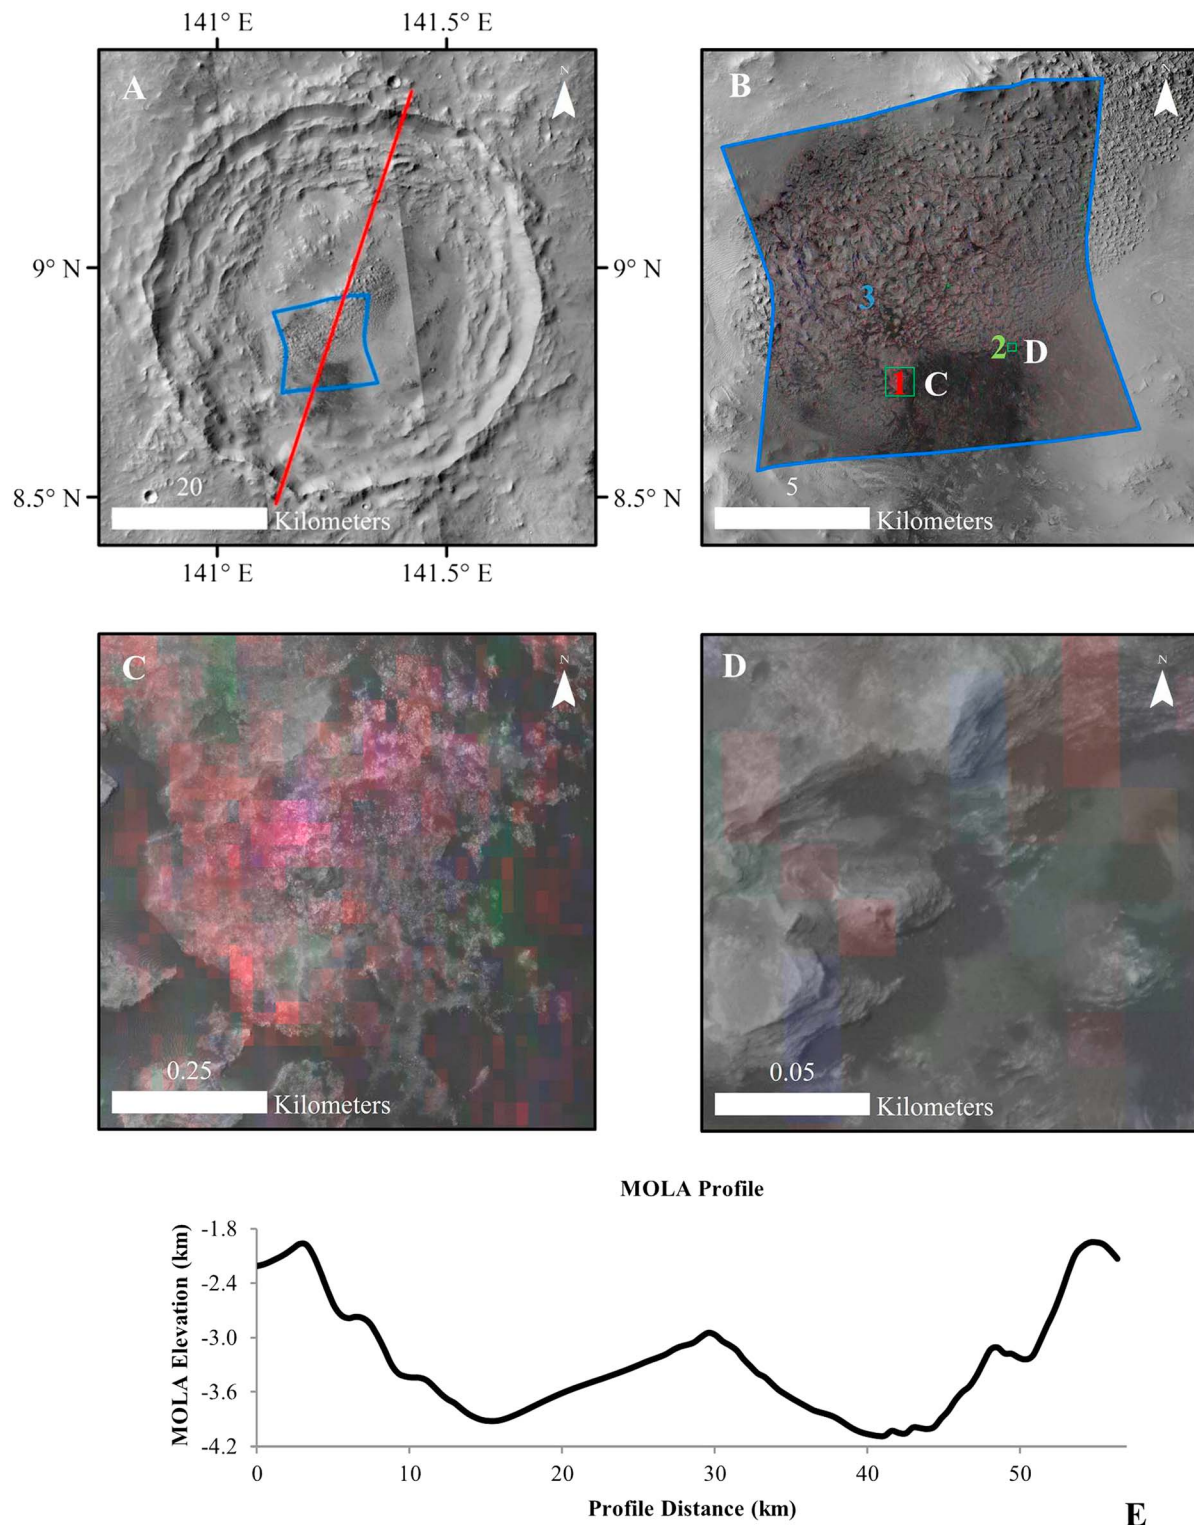 141° E 141.5° E
A N
9° N
8.5° N
20
Kilometers
141° E 141.5° E
B N
9° N
8.5° N
3
2 D
1 C
5
Kilometers
C N
0.25
Kilometers
D N
0.05
Kilometers
MOLA Profile
MOLA Elevation (km)
-1.8
-2.4
-3.0
-3.6
-4.2
0 10 20 30 40 50
Profile Distance (km)
E